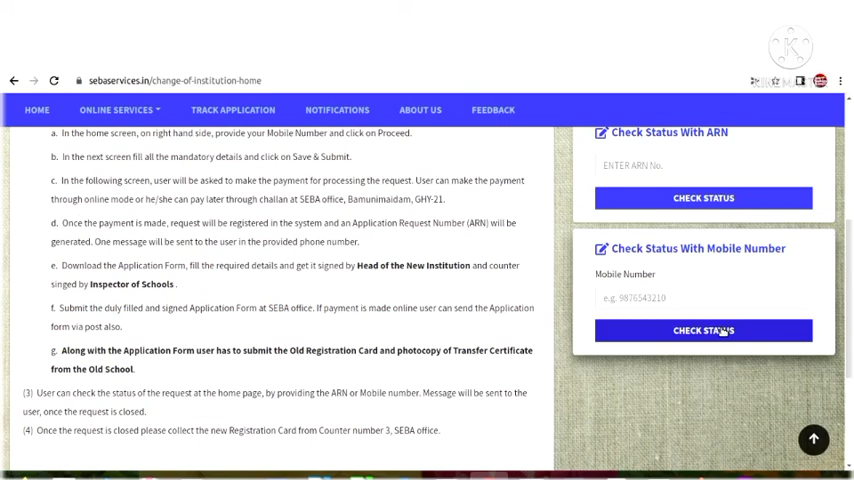 sebaservices.in/change-of-institution-home
HOME
ONLINE SERVICES
TRACK APPLICATION
NOTIFICATIONS
ABOUT US
FEEDBACK
a. In the home screen, on right hand side, provide your Mobile Number and click on Proceed.
b. In the next screen fill all the mandatory details and click on Save & Submit.
c. In the following screen, user will be asked to make the payment for processing the request. User can make the payment
through online mode or he/she can pay later through challan at SEBA office, Bamunimaidam, GHY-21.
d. Once the payment is made, request will be registered in the system and an Application Request Number (ARN) will be
generated. One message will be sent to the user in the provided phone number.
e. Download the Application Form, fill the required details and get it signed by Head of the New Institution and counter
singed by Inspector of Schools .
f. Submit the duly filled and signed Application Form at SEBA office. If payment is made online user can send the Application
form via post also.
g. Along with the Application Form user has to submit the Old Registration Card and photocopy of Transfer Certificate
from the Old School.
(3) User can check the status of the request at the home page, by providing the ARN or Mobile number. Message will be sent to the
user, once the request is closed.
(4) Once the request is closed please collect the new Registration Card from Counter number 3, SEBA office.
Check Status With ARN
ENTER ARN No.
CHECK STATUS
Check Status With Mobile Number
Mobile Number
e.g. 9876543210
CHECK STATUS